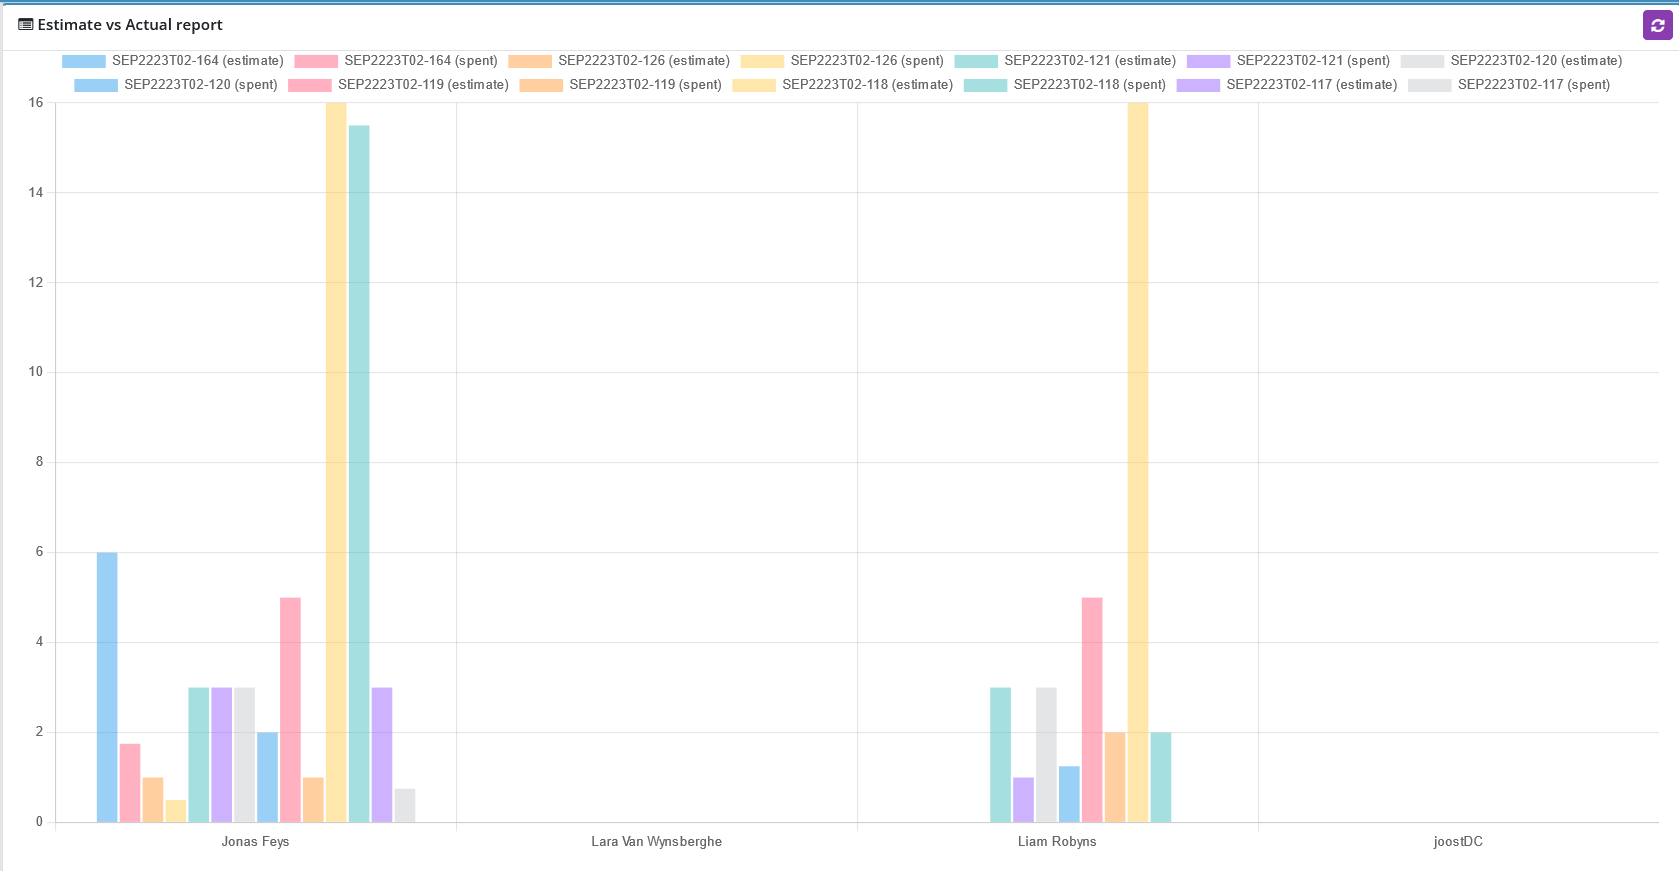 Estimate vs Actual report
SEP2223T02-164 (estimate) SEP2223T02-164 (spent) SEP2223T02-126 (estimate) SEP2223T02-126 (spent) SEP2223T02-121 (estimate) SEP2223T02-121 (spent) SEP2223T02-120 (estimate)
SEP2223T02-120 (spent) SEP2223T02-119 (estimate) SEP2223T02-119 (spent) SEP2223T02-118 (estimate) SEP2223T02-118 (spent) SEP2223T02-117 (estimate) SEP2223T02-117 (spent)
16
14
12
10
8
6
4
2
0
Jonas Feys Lara Van Wynsberghe Liam Robyns joostDC